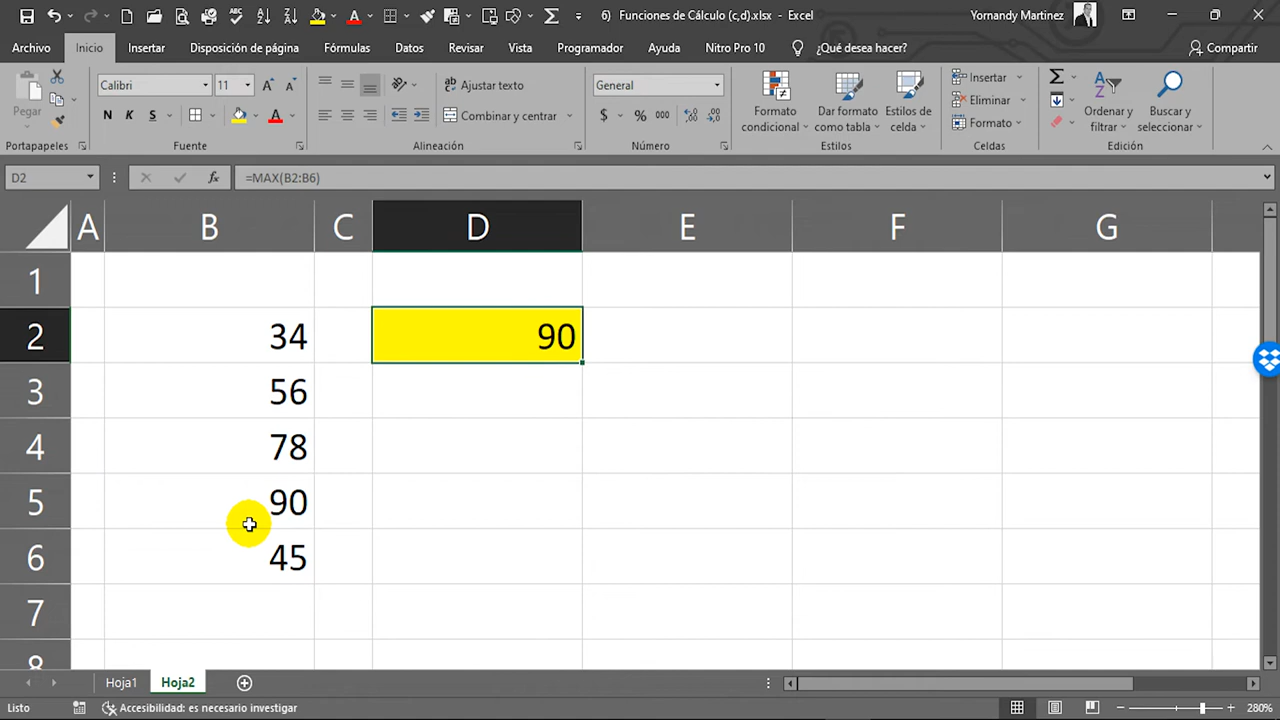 6) Funciones de Cálculo (c,d).xlsx - Excel
Yornandy Martinez
Archivo Inicio Insertar Disposición de página Fórmulas Datos Revisar Vista Programador Ayuda Nitro Pro 10 ¿Qué desea hacer? Compartir
Pegar
Calibri 11
N K S
Ajustar texto
Combinar y centrar
General
$ % 000
Formato condicional
Dar formato como tabla
Estilos de celda
Insertar
Eliminar
Formato
Ordenar y filtrar
Buscar y seleccionar
Portapapeles Fuente Alineación Número Estilos Celdas Edición
D2 fx =MAX(B2:B6)
A B C D E F G
1
2 34 90
3 56
4 78
5 90
6 45
7
8
Hoja1 Hoja2
Listo Accesibilidad: es necesario investigar 280%